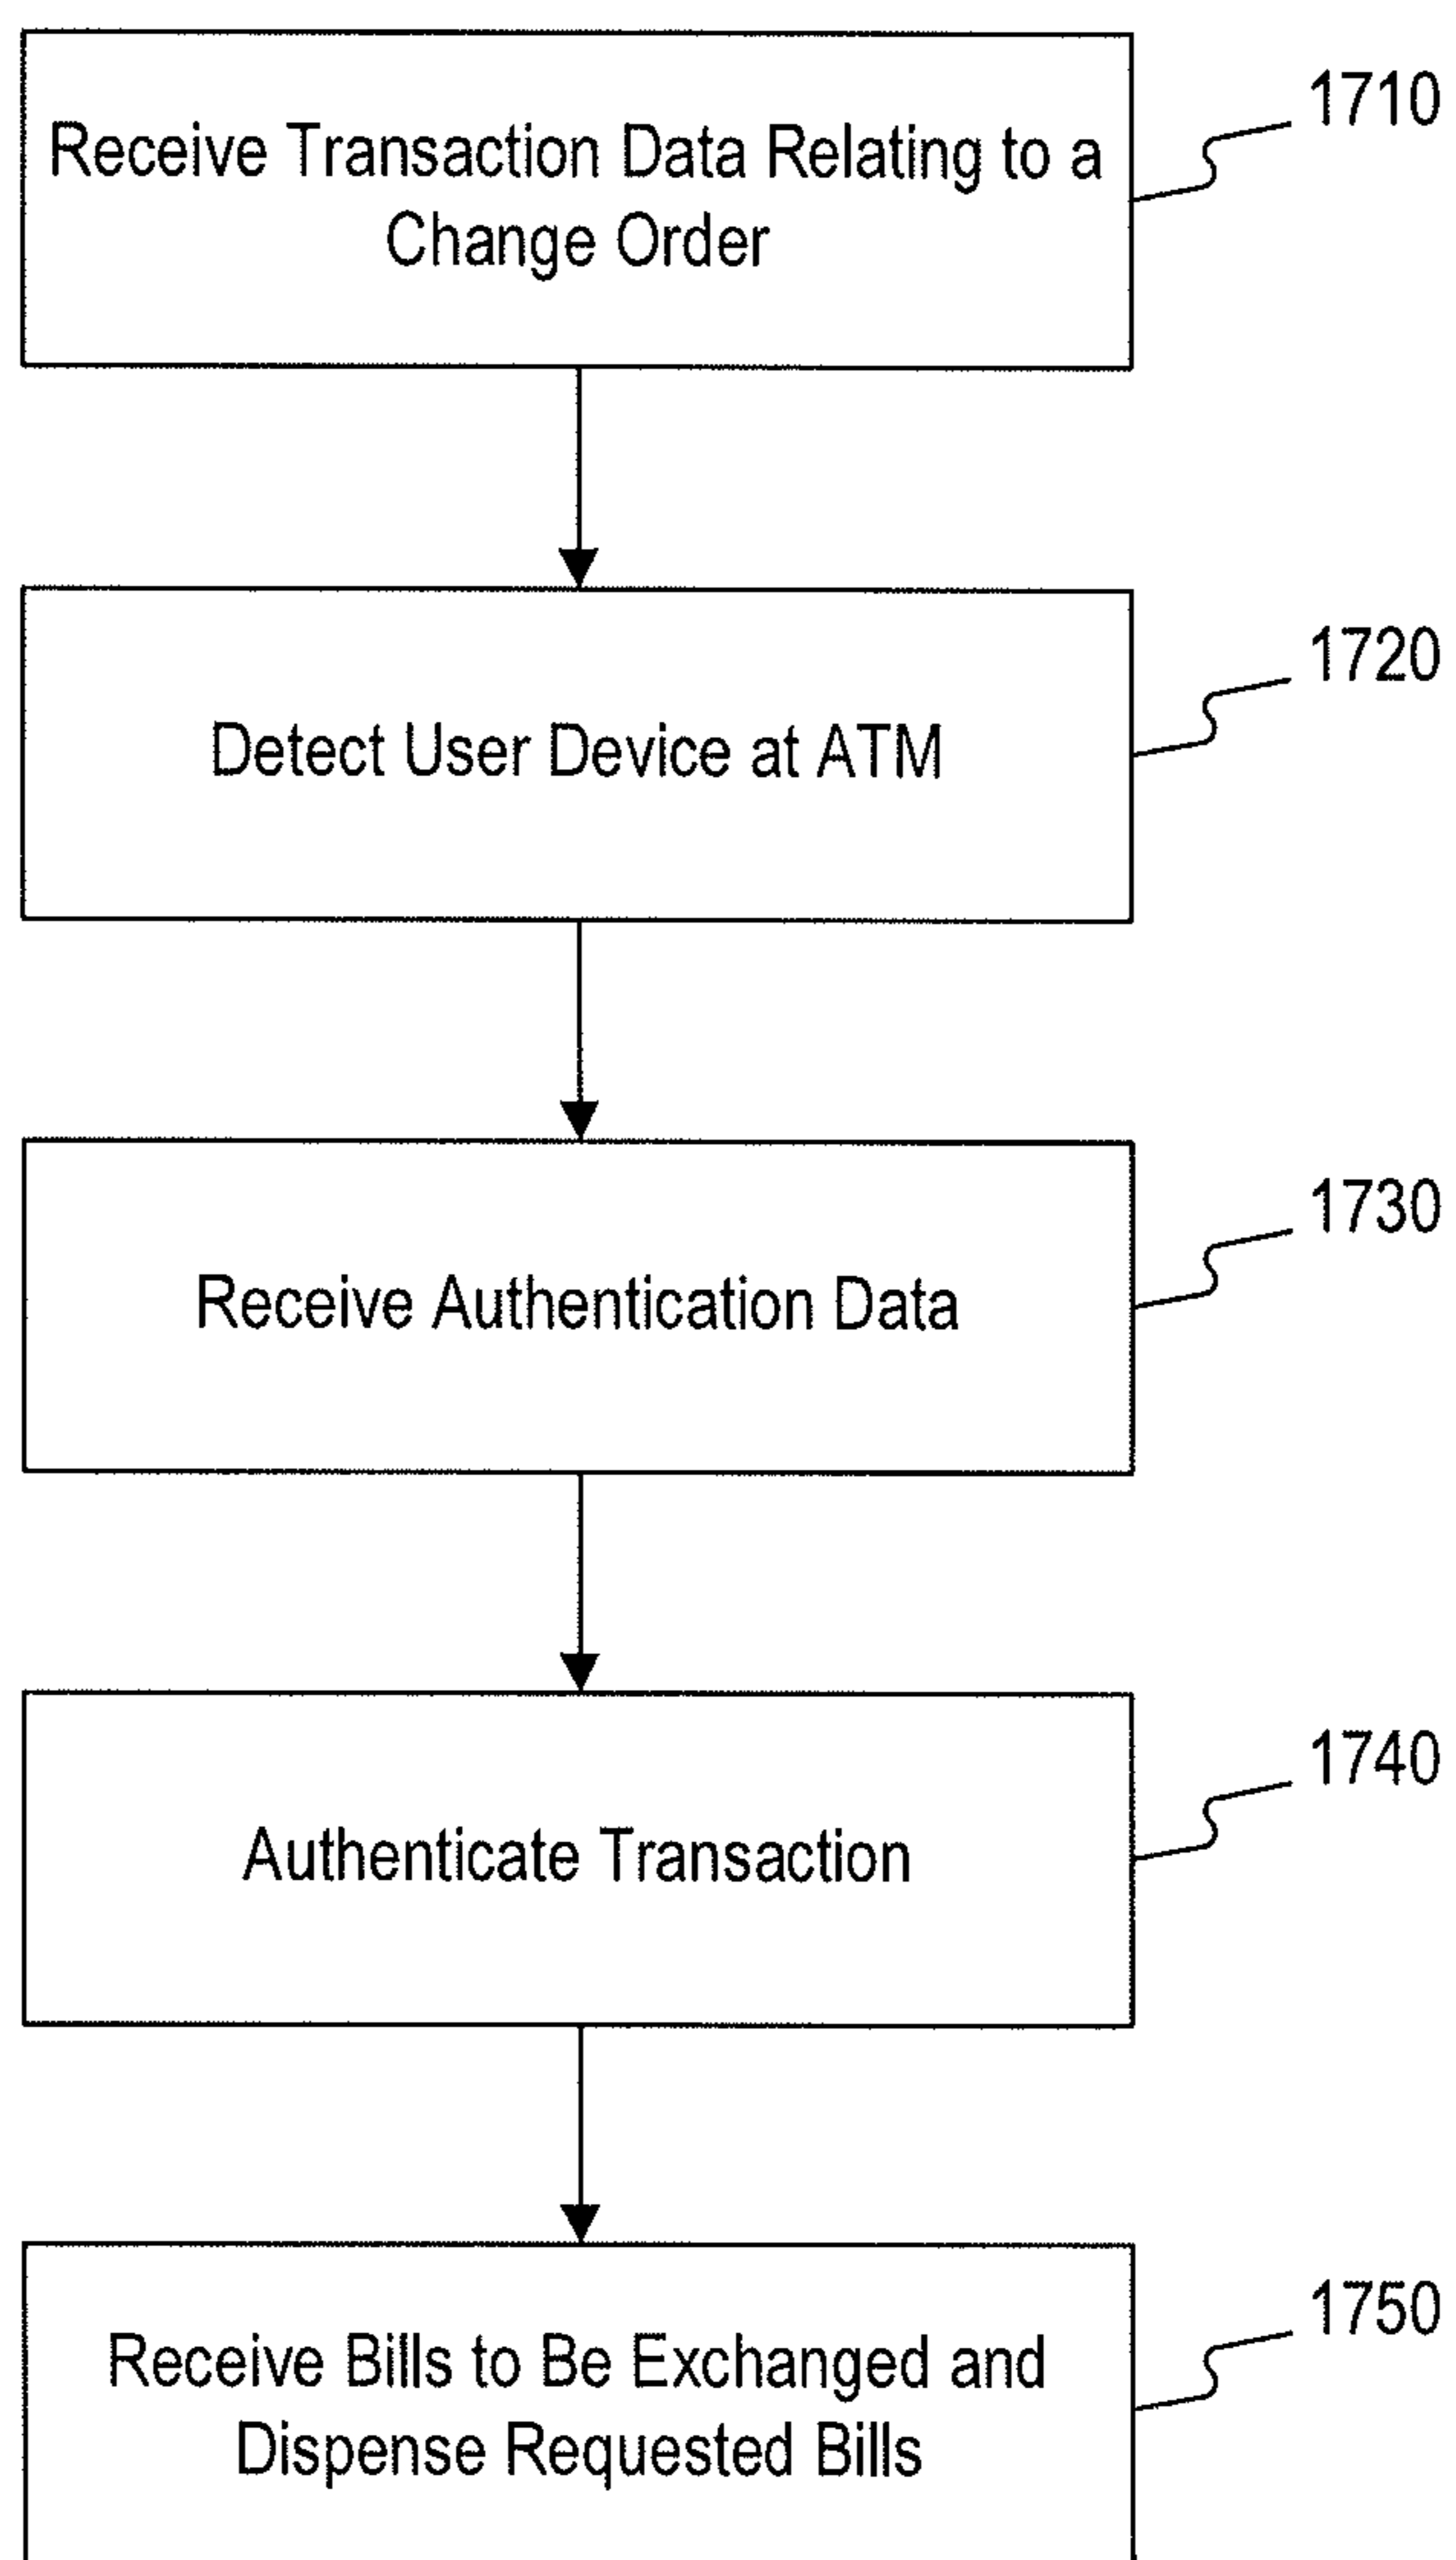 Receive Transaction Data Relating to a
Change Order
1710
Detect User Device at ATM
1720
Receive Authentication Data
1730
Authenticate Transaction
1740
Receive Bills to Be Exchanged and
Dispense Requested Bills
1750